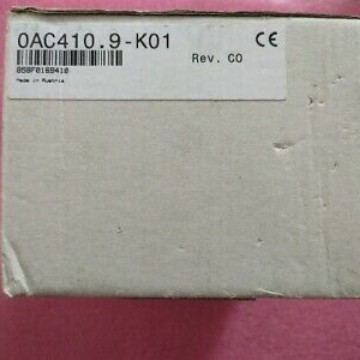 0AC410.9-K01
CE
Rev. C0
Made in Austria